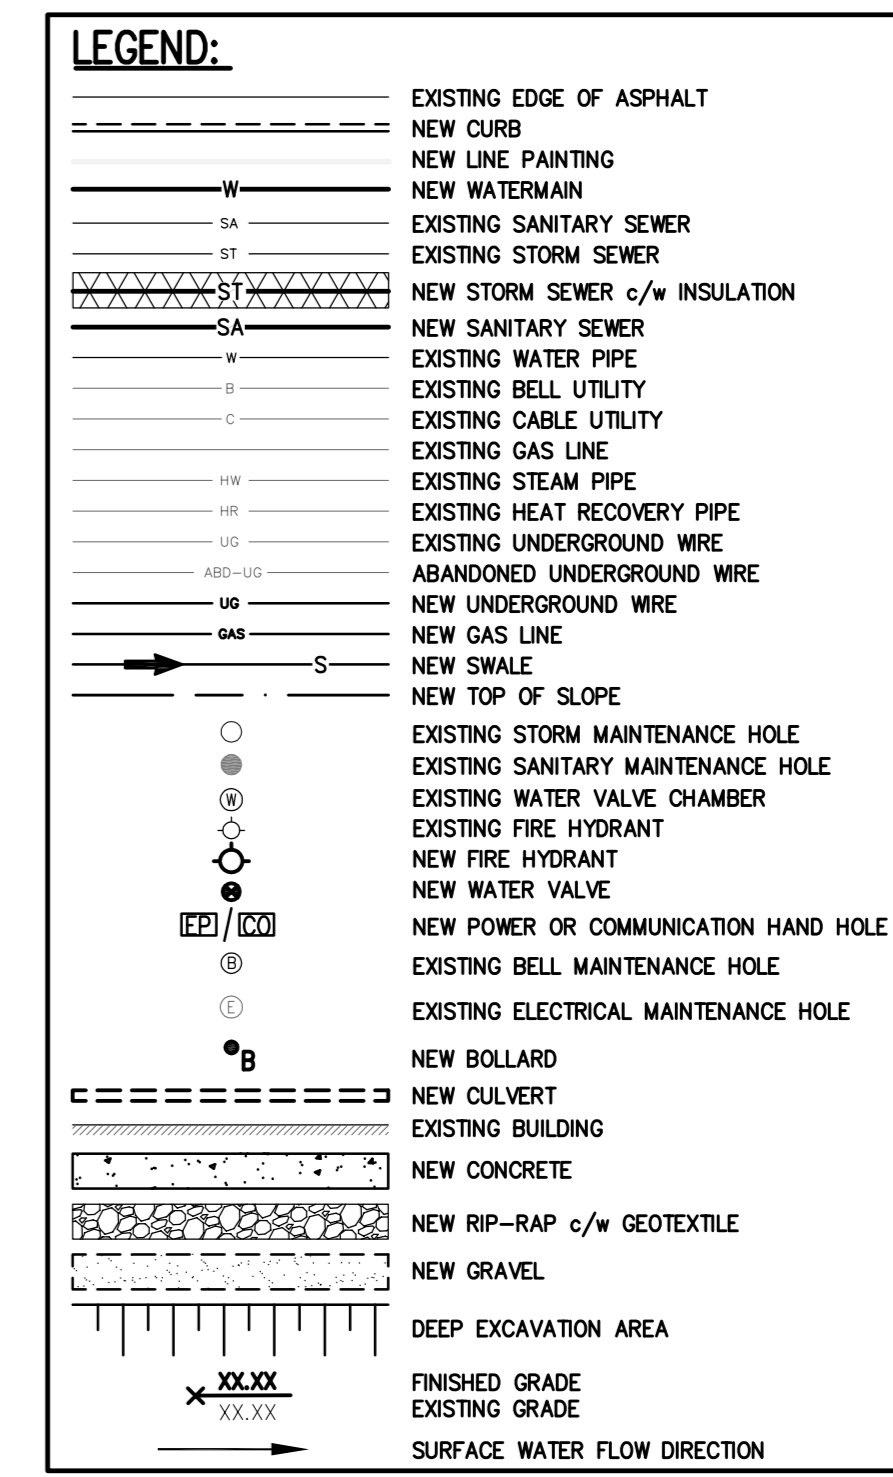 LEGEND:
EXISTING EDGE OF ASPHALT
NEW CURB
NEW LINE PAINTING
W NEW WATERMAIN
SA EXISTING SANITARY SEWER
ST EXISTING STORM SEWER
ST NEW STORM SEWER c/w INSULATION
SA NEW SANITARY SEWER
W EXISTING WATER PIPE
B EXISTING BELL UTILITY
C EXISTING CABLE UTILITY
EXISTING GAS LINE
HW EXISTING STEAM PIPE
HR EXISTING HEAT RECOVERY PIPE
UG EXISTING UNDERGROUND WIRE
ABD-UG ABANDONED UNDERGROUND WIRE
UG NEW UNDERGROUND WIRE
GAS NEW GAS LINE
S NEW SWALE
NEW TOP OF SLOPE
EXISTING STORM MAINTENANCE HOLE
EXISTING SANITARY MAINTENANCE HOLE
W EXISTING WATER VALVE CHAMBER
EXISTING FIRE HYDRANT
NEW FIRE HYDRANT
NEW WATER VALVE
EP / CO NEW POWER OR COMMUNICATION HAND HOLE
B EXISTING BELL MAINTENANCE HOLE
E EXISTING ELECTRICAL MAINTENANCE HOLE
B NEW BOLLARD
NEW CULVERT
EXISTING BUILDING
NEW CONCRETE
NEW RIP-RAP c/w GEOTEXTILE
NEW GRAVEL
DEEP EXCAVATION AREA
XX.XX FINISHED GRADE
XX.XX EXISTING GRADE
SURFACE WATER FLOW DIRECTION